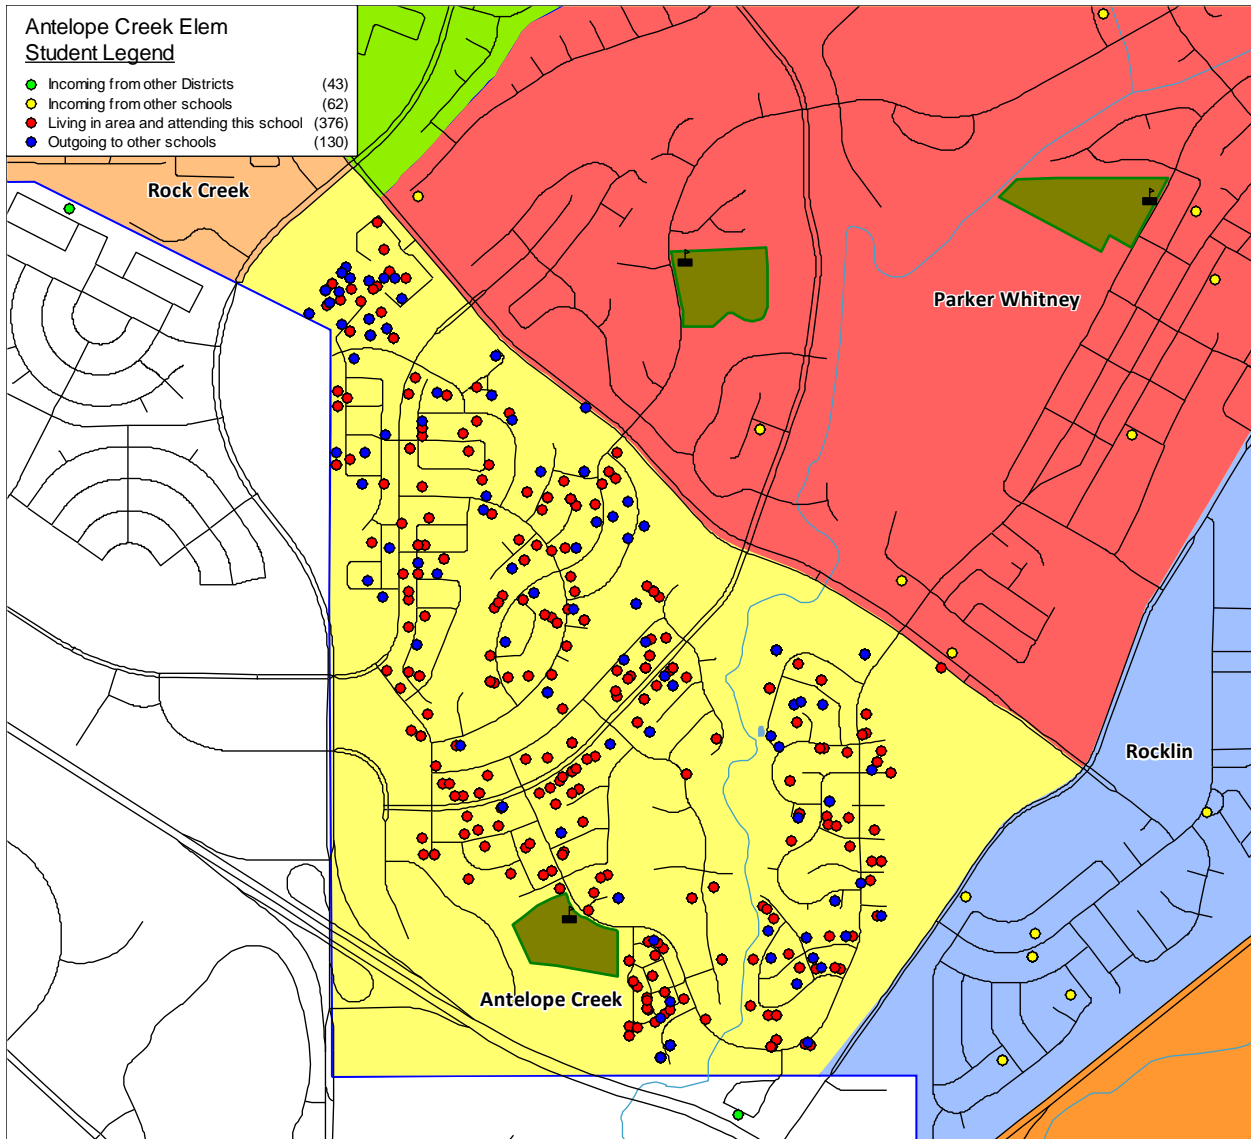 Antelope Creek Elem
Student Legend
Incoming from other Districts (43)
Incoming from other schools (62)
Living in area and attending this school (376)
Outgoing to other schools (130)
Rock Creek
Parker Whitney
Rocklin
Antelope Creek